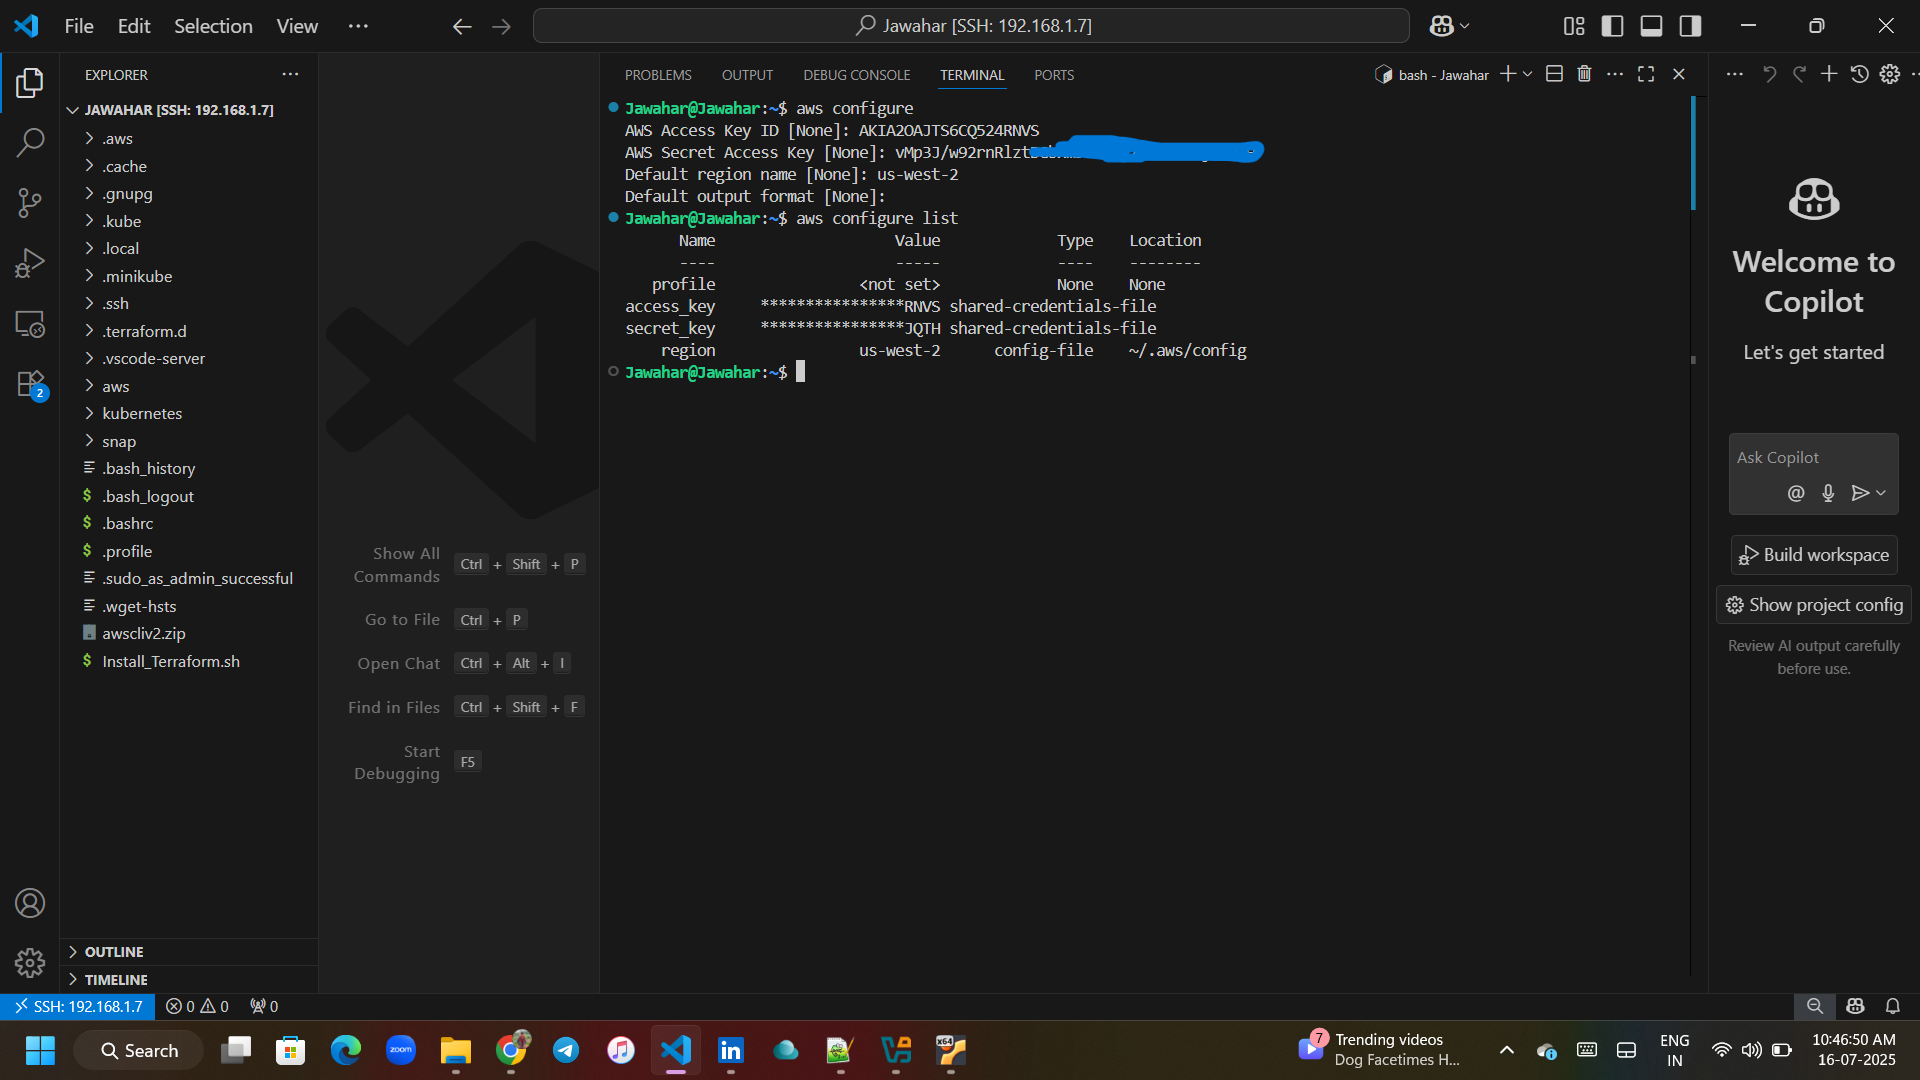 File Edit Selection View
Jawahar [SSH: 192.168.1.7]
EXPLORER
JAWAHAR [SSH: 192.168.1.7]
.aws
.cache
.gnupg
.kube
.local
.minikube
.ssh
.terraform.d
.vscode-server
aws
kubernetes
snap
.bash_history
.bash_logout
.bashrc
.profile
.sudo_as_admin_successful
.wget-hsts
awscliv2.zip
Install_Terraform.sh
OUTLINE
TIMELINE
2
Show All Commands Ctrl + Shift + P
Go to File Ctrl + P
Open Chat Ctrl + Alt + I
Find in Files Ctrl + Shift + F
Start Debugging F5
PROBLEMS OUTPUT DEBUG CONSOLE TERMINAL PORTS
bash - Jawahar
Jawahar@Jawahar:~$ aws configure
AWS Access Key ID [None]: AKIA2OAJTS6CQ524RNVS
AWS Secret Access Key [None]: vMp3J/w92rnRlzt
Default region name [None]: us-west-2
Default output format [None]:
Jawahar@Jawahar:~$ aws configure list
Name Value Type Location
---- ----- ---- --------
profile <not set> None None
access_key ****************RNVS shared-credentials-file
secret_key ****************JQTH shared-credentials-file
region us-west-2 config-file ~/.aws/config
Jawahar@Jawahar:~$
Welcome to
Copilot
Let's get started
Ask Copilot
@
Build workspace
Show project config
Review AI output carefully
before use.
SSH: 192.168.1.7 0 0 0
Search
zoom
in
x64
7
Trending videos
Dog Facetimes H...
ENG
IN
10:46:50 AM
16-07-2025